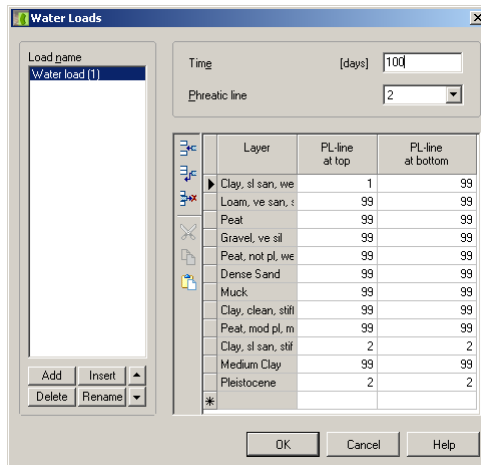 Water Loads
Load name
Water load (1)
Add Insert
Delete Rename
Time [days] 100
Phreatic line 2
Layer PL-line at top PL-line at bottom
Clay, sl san, we 1 99
Loam, ve san, s 99 99
Peat 99 99
Gravel, ve sil 99 99
Peat, not pl, we 99 99
Dense Sand 99 99
Muck 99 99
Clay, clean, stif 99 99
Peat, mod pl, m 99 99
Clay, sl san, stif 2 2
Medium Clay 99 99
Pleistocene 2 2
OK Cancel Help